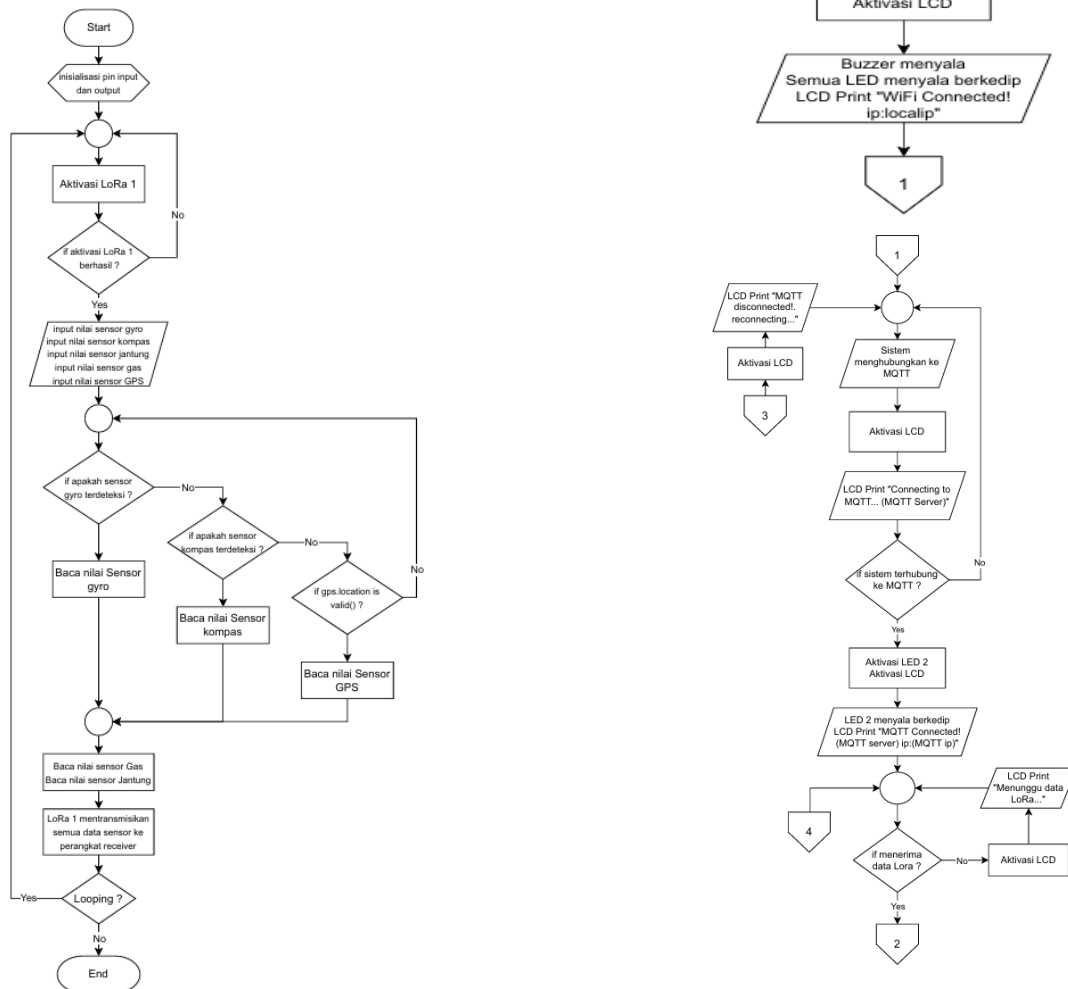 Start
inisialisasi pin input
dan output
Aktivasi LoRa 1
No
if aktivasi LoRa 1
berhasil ?
Yes
input nilai sensor gyro
input nilai sensor kompas
input nilai sensor jantung
input nilai sensor gas
input nilai sensor GPS
if apakah sensor
gyro terdeteksi ?
No
if apakah sensor
kompas terdeteksi ?
No
if gps.location is
valid() ?
No
Baca nilai Sensor
gyro
Baca nilai Sensor
kompas
Baca nilai Sensor
GPS
Baca nilai sensor Gas
Baca nilai sensor Jantung
LoRa 1 mentransmisikan
semua data sensor ke
perangkat receiver
Looping ?
Yes
No
End
Aktivasi LCD
Buzzer menyala
Semua LED menyala berkedip
LCD Print "WiFi Connected!
ip:localip"
1
1
LCD Print "MQTT
disconnected!.
reconnecting..."
Aktivasi LCD
3
Sistem
menghubungkan ke
MQTT
Aktivasi LCD
LCD Print "Connecting to
MQTT... (MQTT Server)"
if sistem terhubung
ke MQTT ?
No
Yes
Aktivasi LED 2
Aktivasi LCD
LED 2 menyala berkedip
LCD Print "MQTT Connected!
(MQTT server) ip:(MQTT ip)"
LCD Print
"Menunggu data
LoRa..."
4
if menerima
data Lora ?
No
Aktivasi LCD
Yes
2